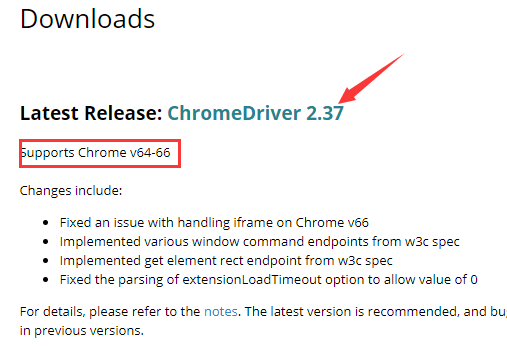 Downloads
Latest Release: ChromeDriver 2.37
Supports Chrome v64-66
Changes include:
Fixed an issue with handling iframe on Chrome v66
Implemented various window command endpoints from w3c spec
Implemented get element rect endpoint from w3c spec
Fixed the parsing of extensionLoadTimeout option to allow value of 0
For details, please refer to the notes. The latest version is recommended, and bu
in previous versions.